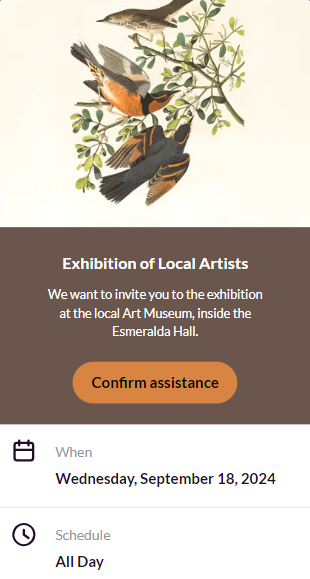 Exhibition of Local Artists
We want to invite you to the exhibition
at the local Art Museum, inside the
Esmeralda Hall.
Confirm assistance
When
Wednesday, September 18, 2024
Schedule
All Day